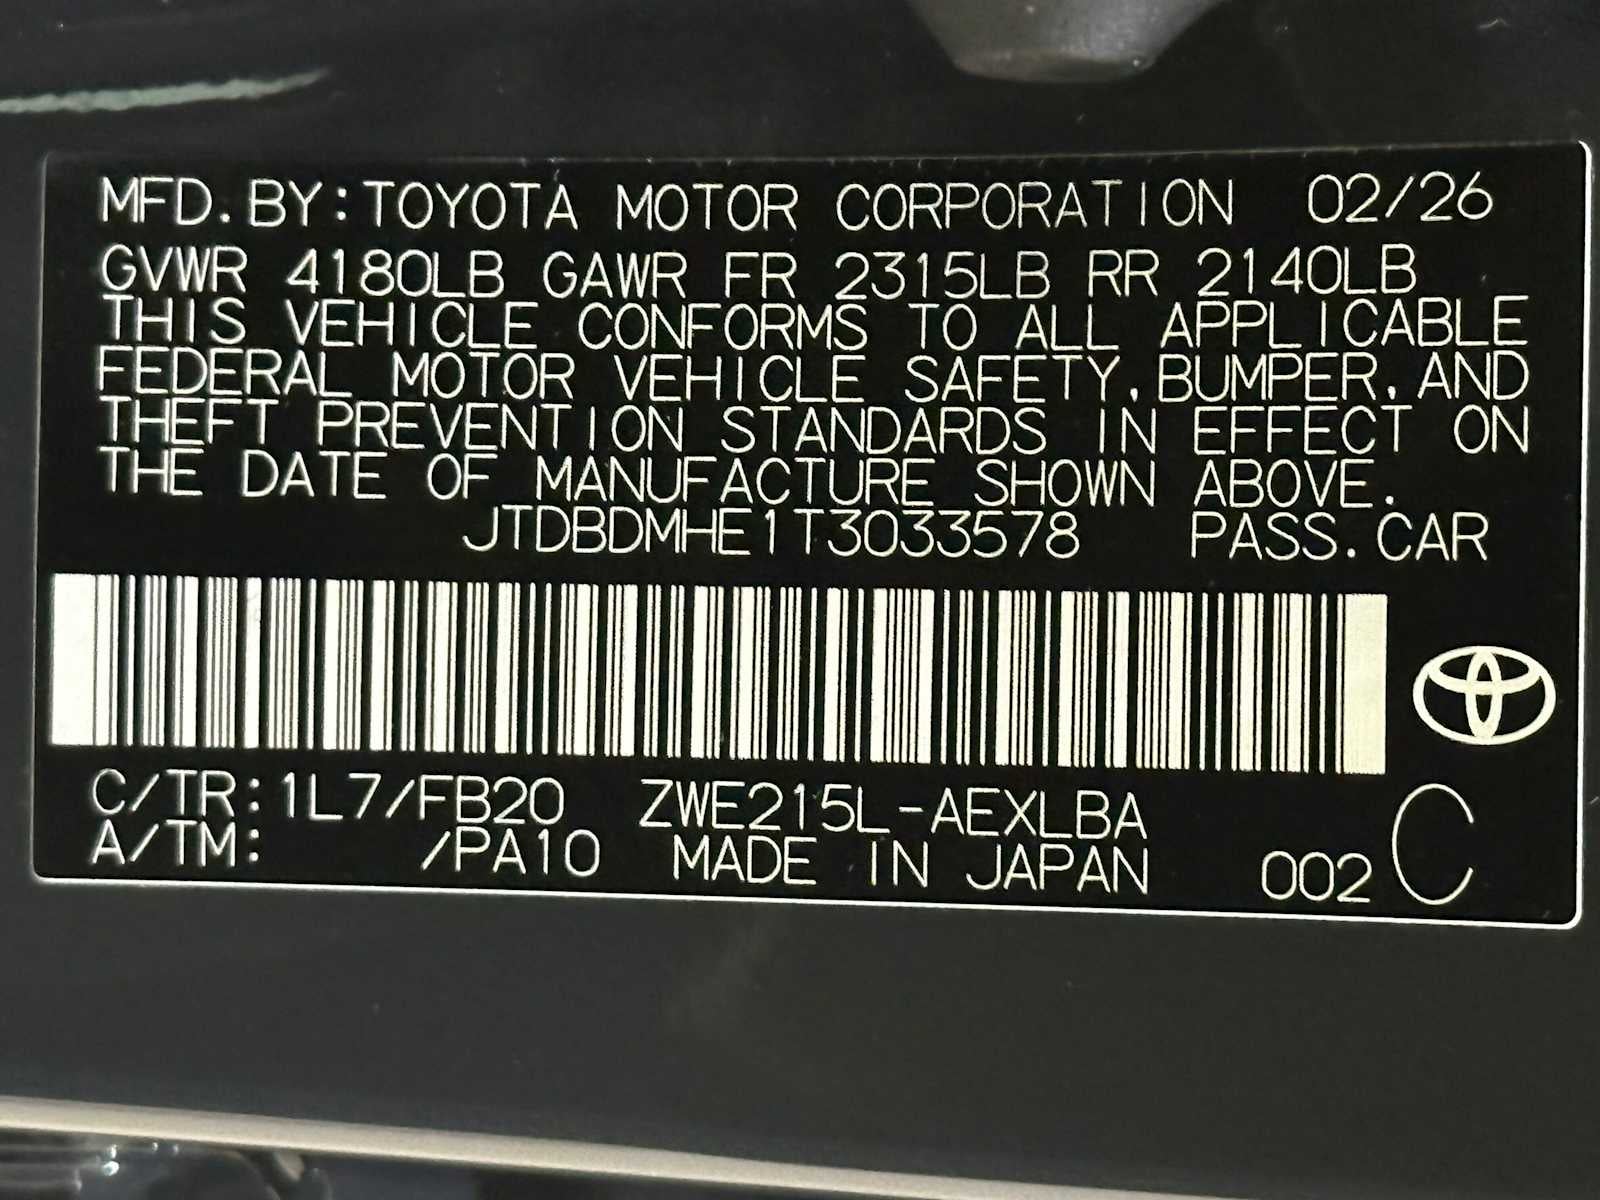 MFD.BY:TOYOTA MOTOR CORPORATION 02/26
GVWR 4180LB GAWR FR 2315LB RR 2140LB
THIS VEHICLE CONFORMS TO ALL APPLICABLE
FEDERAL MOTOR VEHICLE SAFETY,BUMPER,AND
THEFT PREVENTION STANDARDS IN EFFECT ON
THE DATE OF MANUFACTURE SHOWN ABOVE.
JTDBDMHE1T3033578 PASS.CAR
C/TR:1L7/FB20 ZWE215L-AEXLBA
A/TM: /PA10 MADE IN JAPAN 002 C